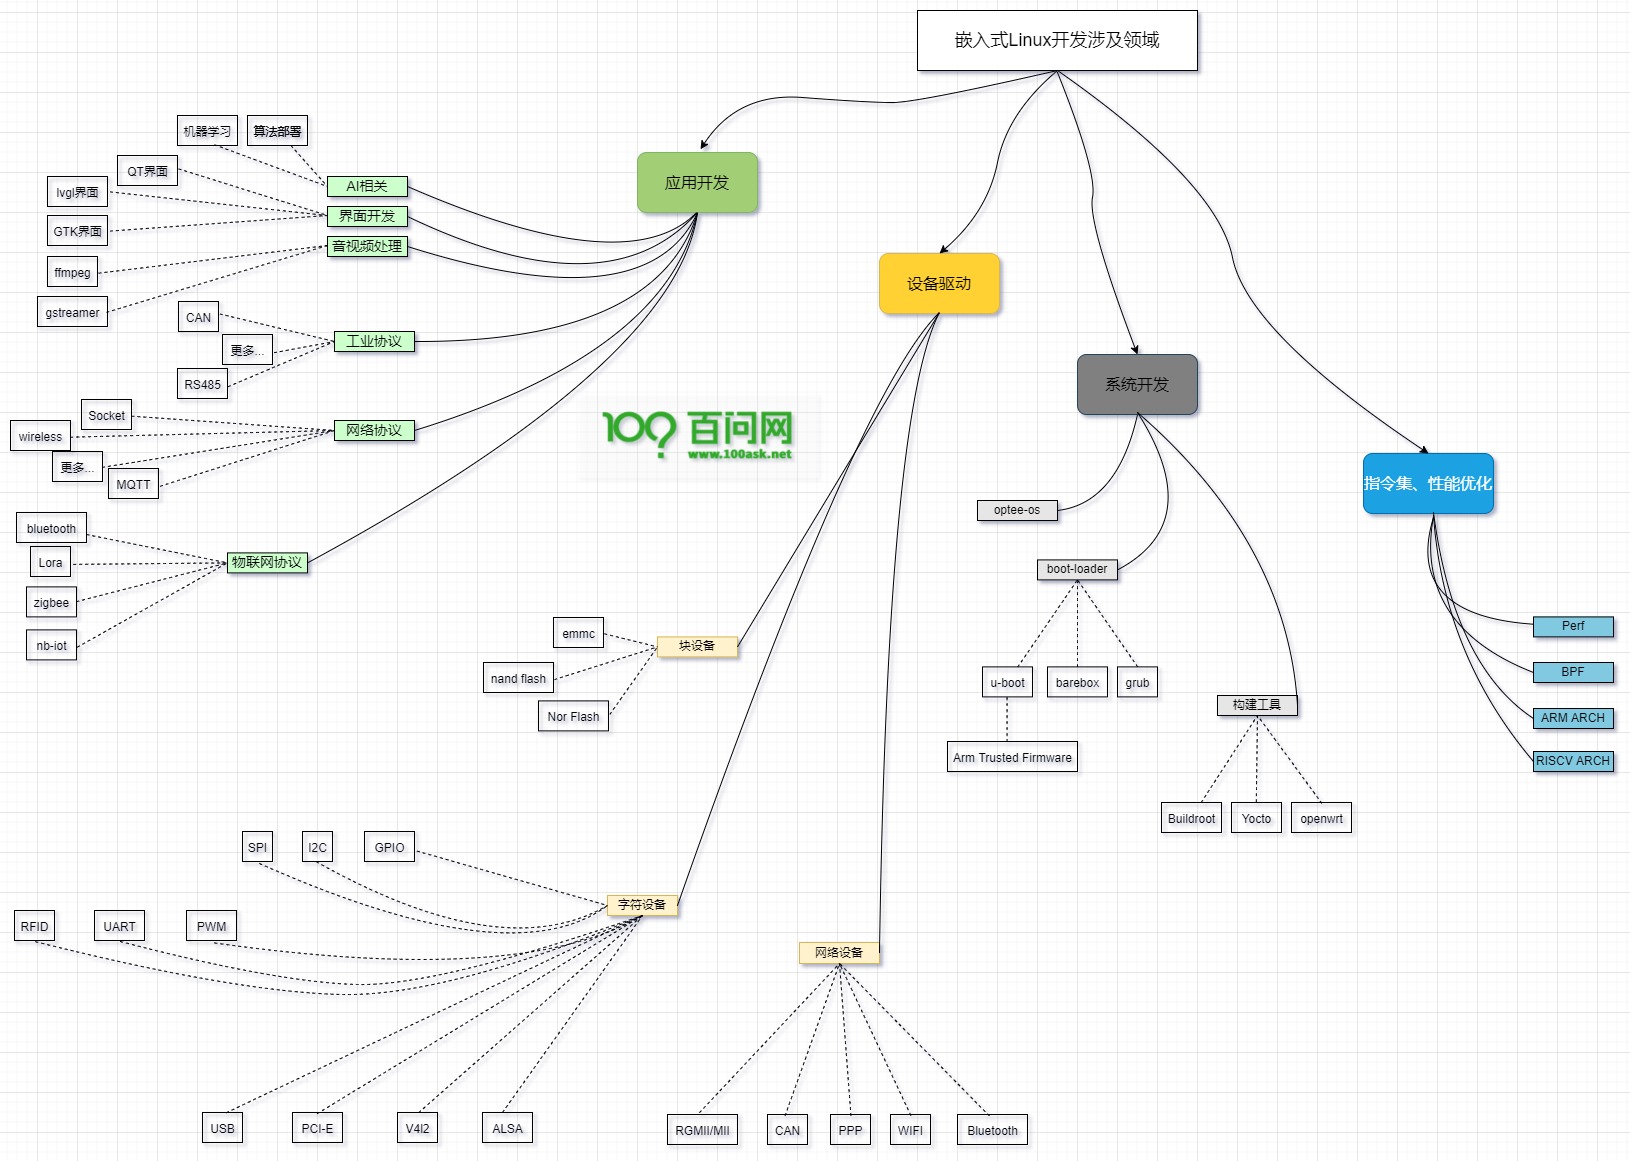 嵌入式Linux开发涉及领域
应用开发
AI相关
机器学习
算法部署
界面开发
QT界面
lvgl界面
GTK界面
音视频处理
ffmpeg
gstreamer
工业协议
CAN
更多...
RS485
网络协议
Socket
wireless
更多...
MQTT
物联网协议
bluetooth
Lora
zigbee
nb-iot
100? 百问网
www.100ask.net
设备驱动
块设备
emmc
nand flash
Nor Flash
字符设备
SPI
I2C
GPIO
RFID
UART
PWM
USB
PCI-E
V4l2
ALSA
网络设备
RGMII/MII
CAN
PPP
WIFI
Bluetooth
系统开发
optee-os
boot-loader
u-boot
barebox
grub
Arm Trusted Firmware
构建工具
Buildroot
Yocto
openwrt
指令集、性能优化
Perf
BPF
ARM ARCH
RISCV ARCH